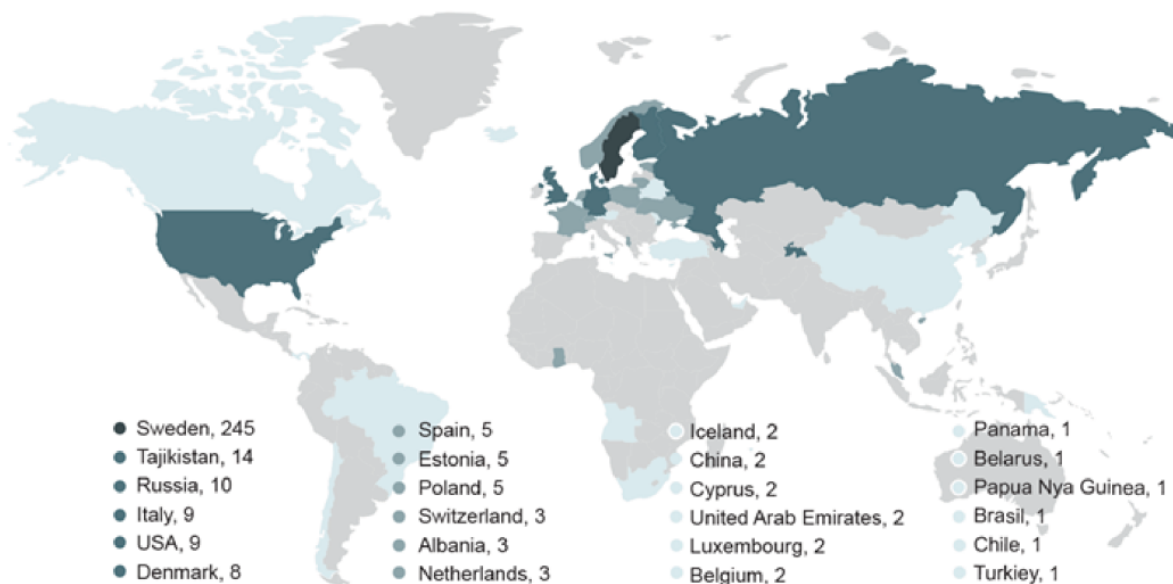 Sweden, 245
Tajikistan, 14
Russia, 10
Italy, 9
USA, 9
Denmark, 8
Spain, 5
Estonia, 5
Poland, 5
Switzerland, 3
Albania, 3
Netherlands, 3
Iceland, 2
China, 2
Cyprus, 2
United Arab Emirates, 2
Luxembourg, 2
Belgium, 2
Panama, 1
Belarus, 1
Papua Nya Guinea, 1
Brasil, 1
Chile, 1
Turkiey, 1